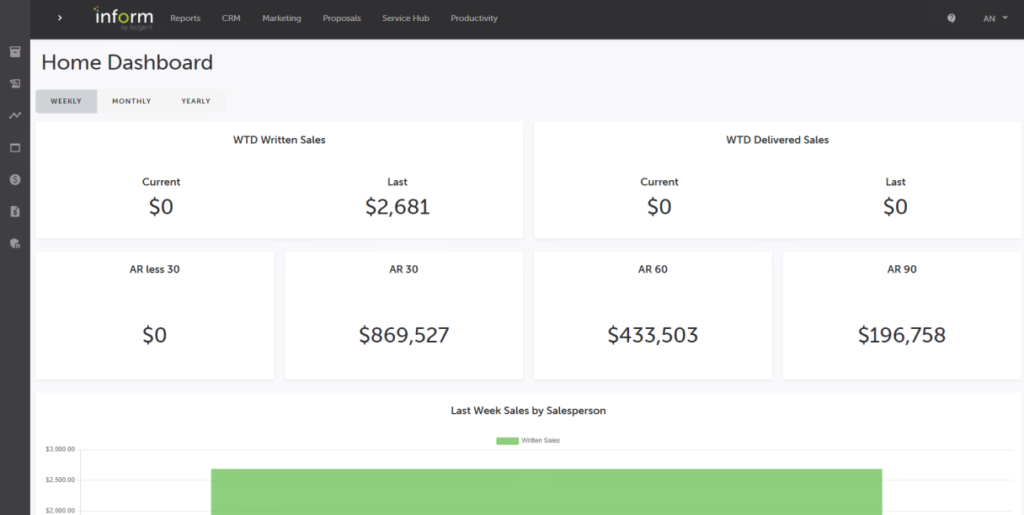 inform
by tsigent
Reports CRM Marketing Proposals Service Hub Productivity
AN
Home Dashboard
WEEKLY MONTHLY YEARLY
WTD Written Sales
Current Last
$0 $2,681
WTD Delivered Sales
Current Last
$0 $0
AR less 30
$0
AR 30
$869,527
AR 60
$433,503
AR 90
$196,758
Last Week Sales by Salesperson
Written Sales
$3,000.00
$2,500.00
$2,000.00